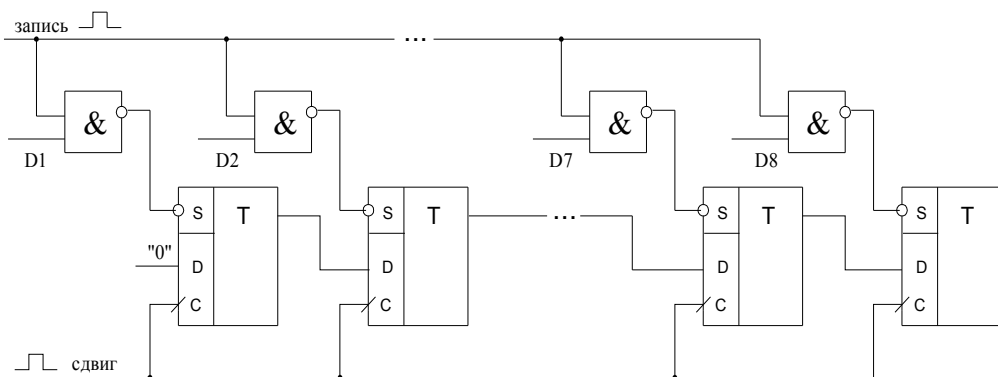 запись
...
& & & &
D1 D2 D7 D8
S T S T ... S T S T
"0" D D D D
C C C C
сдвиг